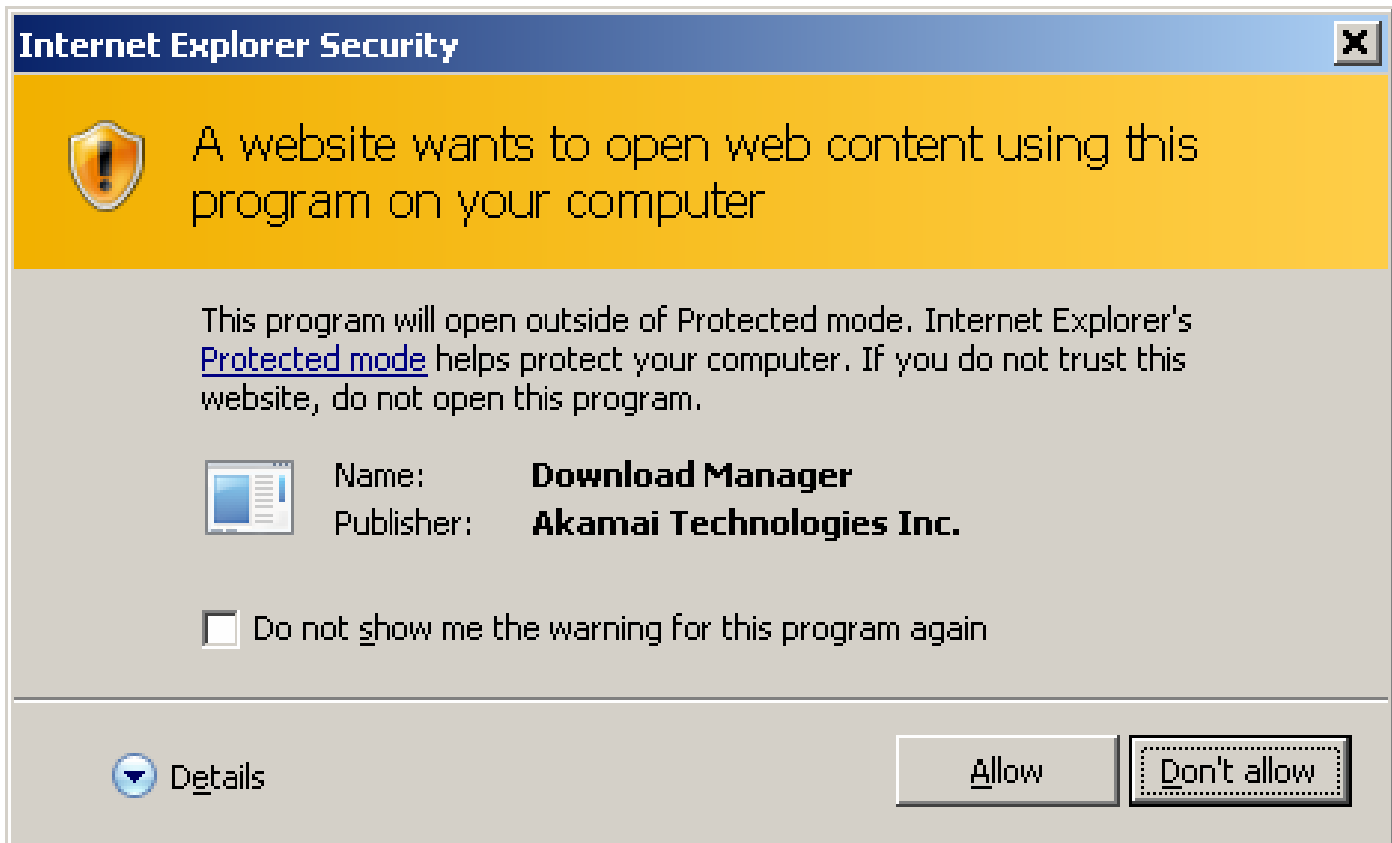 Internet Explorer Security
A website wants to open web content using this
program on your computer
This program will open outside of Protected mode. Internet Explorer's
Protected mode helps protect your computer. If you do not trust this
website, do not open this program.
Name: Download Manager
Publisher: Akamai Technologies Inc.
Do not show me the warning for this program again
Details
Allow Don't allow